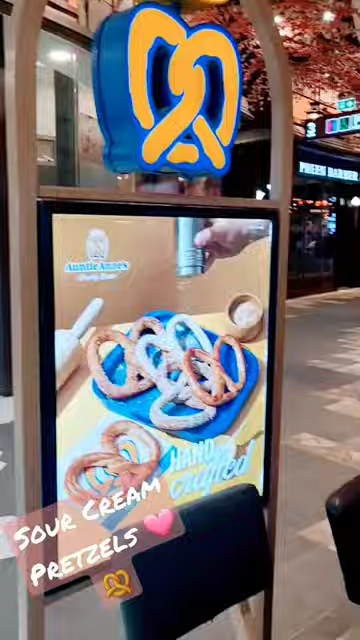 Auntie Anne's
HAND
Crafted
SOUR CREAM
PRETZELS